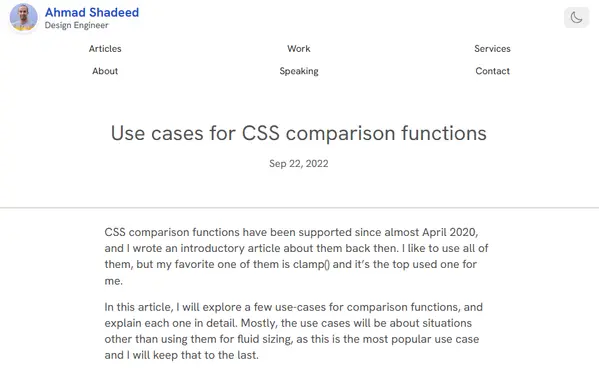 Ahmad Shadeed
Design Engineer
Articles Work Services
About Speaking Contact
Use cases for CSS comparison functions
Sep 22, 2022
CSS comparison functions have been supported since almost April 2020,
and I wrote an introductory article about them back then. I like to use all of
them, but my favorite one of them is clamp() and it’s the top used one for
me.
In this article, I will explore a few use-cases for comparison functions, and
explain each one in detail. Mostly, the use cases will be about situations
other than using them for fluid sizing, as this is the most popular use case
and I will keep that to the last.